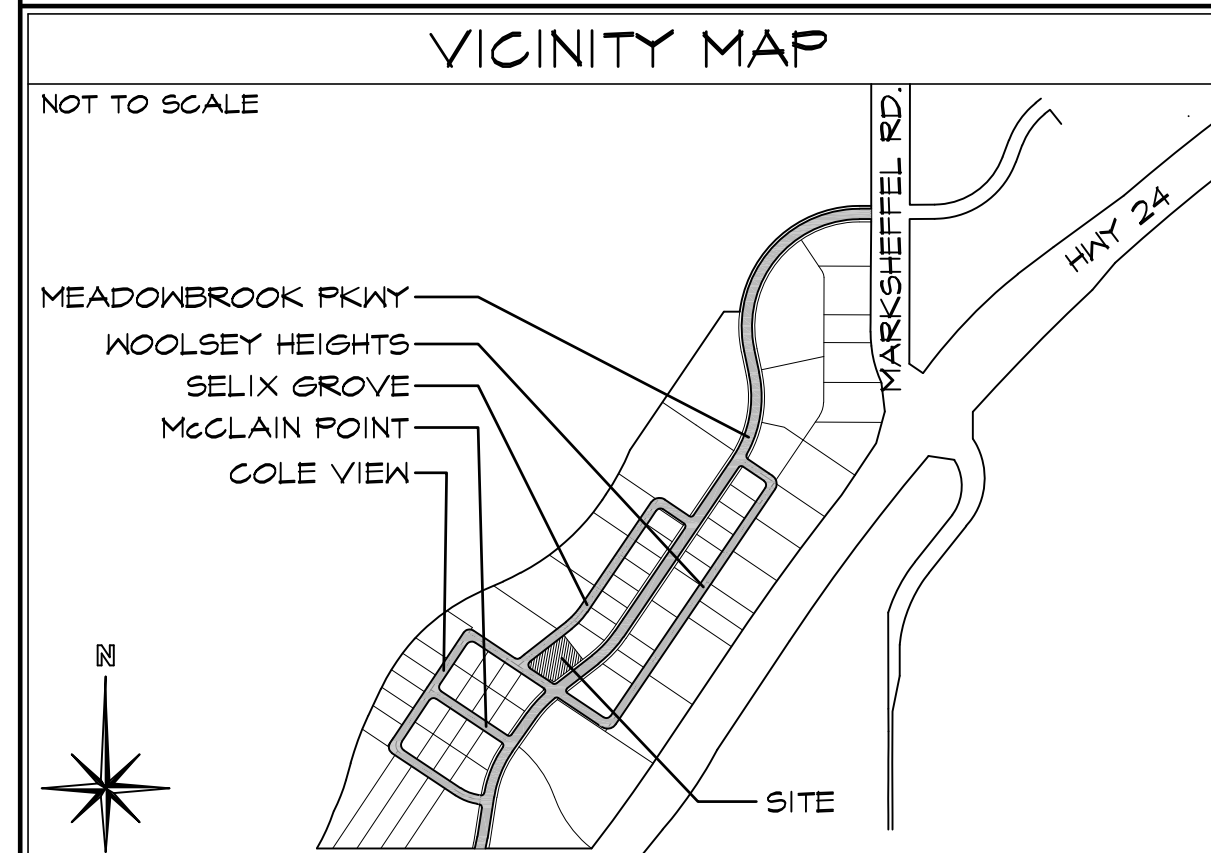 VICINITY MAP
NOT TO SCALE
MARKSHEFFEL RD.
HWY 24
MEADOWBROOK PKWY
WOOLSEY HEIGHTS
SELIX GROVE
McCLAIN POINT
COLE VIEW
N
SITE